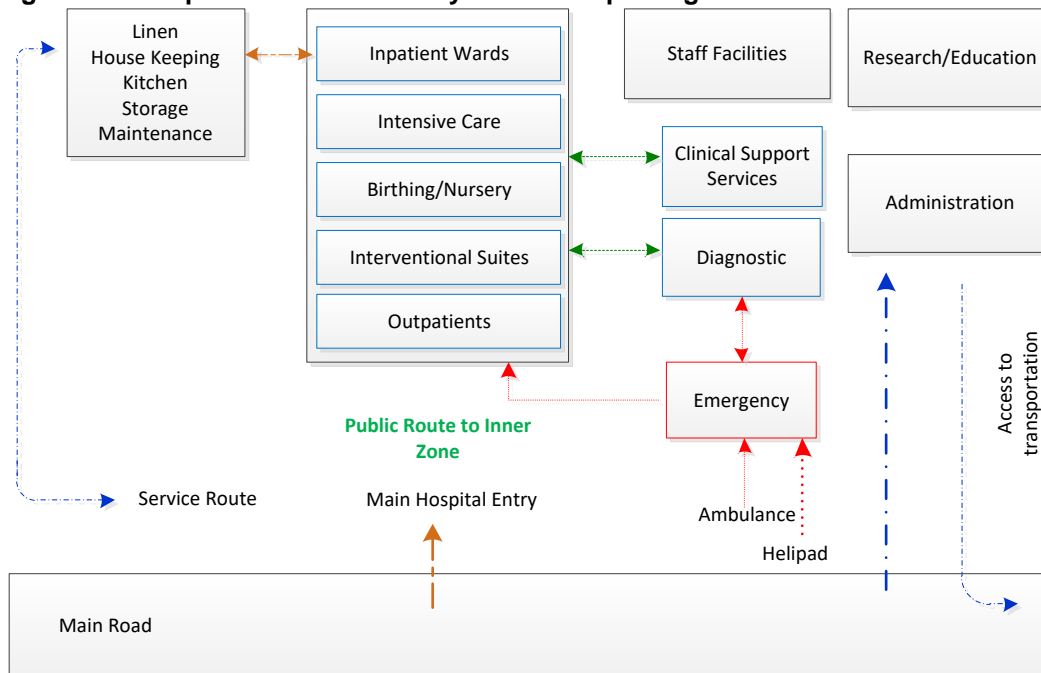 Linen
House Keeping
Kitchen
Storage
Maintenance
Inpatient Wards
Intensive Care
Birthing/Nursery
Interventional Suites
Outpatients
Staff Facilities
Research/Education
Clinical Support
Services
Administration
Diagnostic
Emergency
Public Route to Inner
Zone
Access to
transportation
Service Route
Main Hospital Entry
Ambulance
Helipad
Main Road